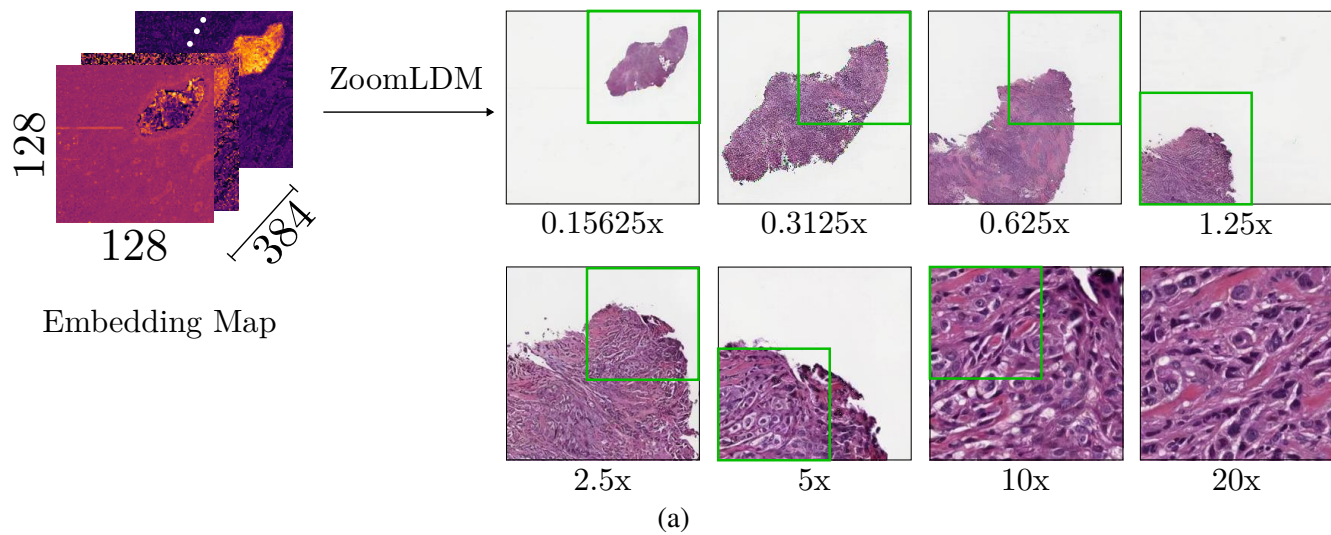 128
128
384
Embedding Map
ZoomLDM
0.15625x
0.3125x
0.625x
1.25x
2.5x
5x
10x
20x
(a)